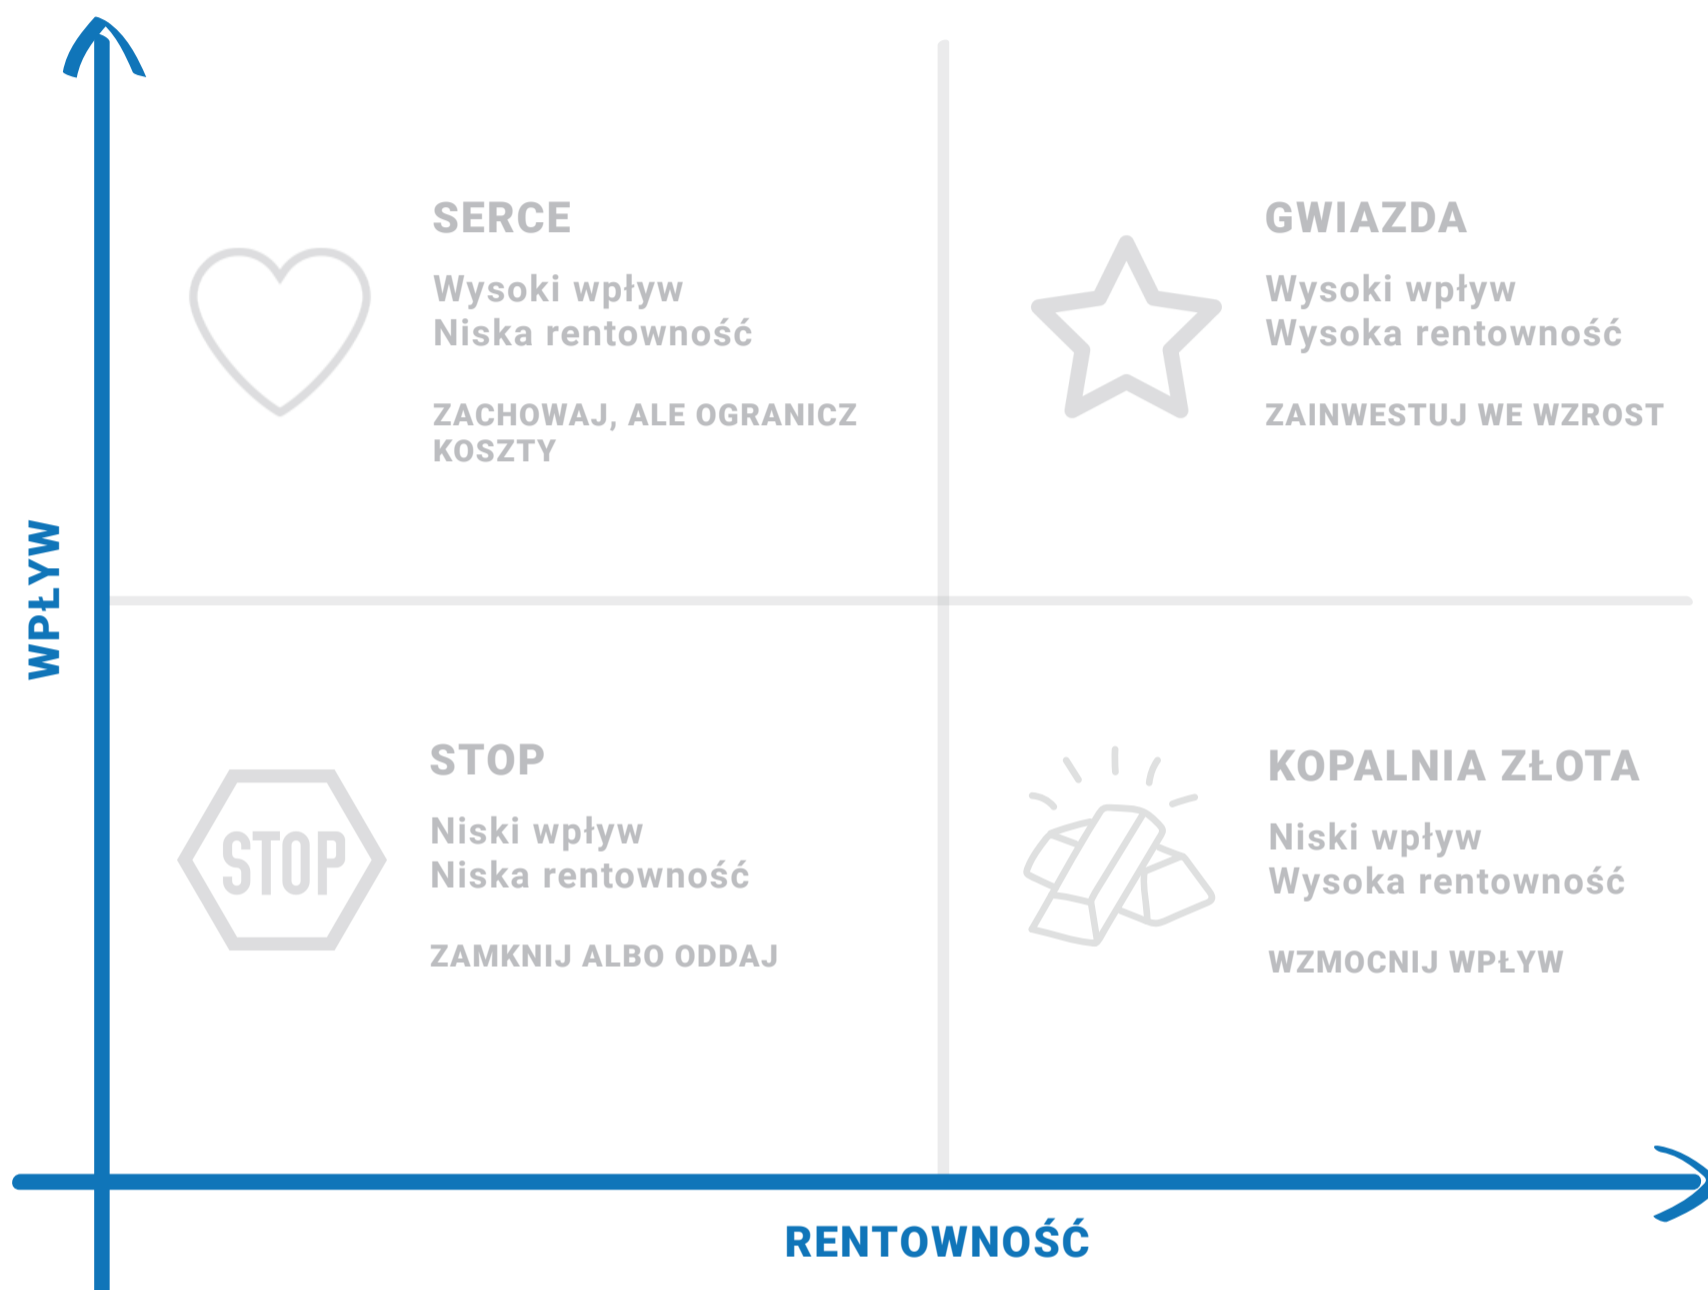 SERCE
Wysoki wpływ
Niska rentowność
ZACHOWAJ, ALE OGRANICZ
KOSZTY
GWIAZDA
Wysoki wpływ
Wysoka rentowność
ZAINWESTUJ WE WZROST
WPŁYW
STOP
STOP
Niski wpływ
Niska rentowność
ZAMKNIJ ALBO ODDAJ
KOPALNIA ZŁOTA
Niski wpływ
Wysoka rentowność
WZMOCNIJ WPŁYW
RENTOWNOŚĆ